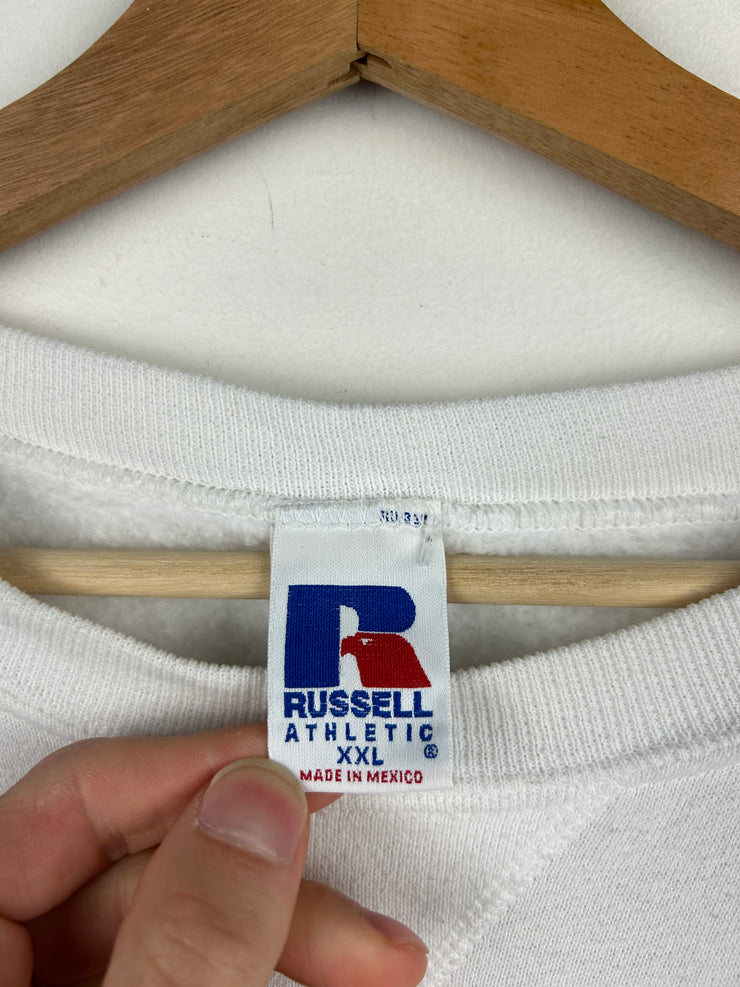 RUSSELL
ATHLETIC
XXL ®
MADE IN MEXICO